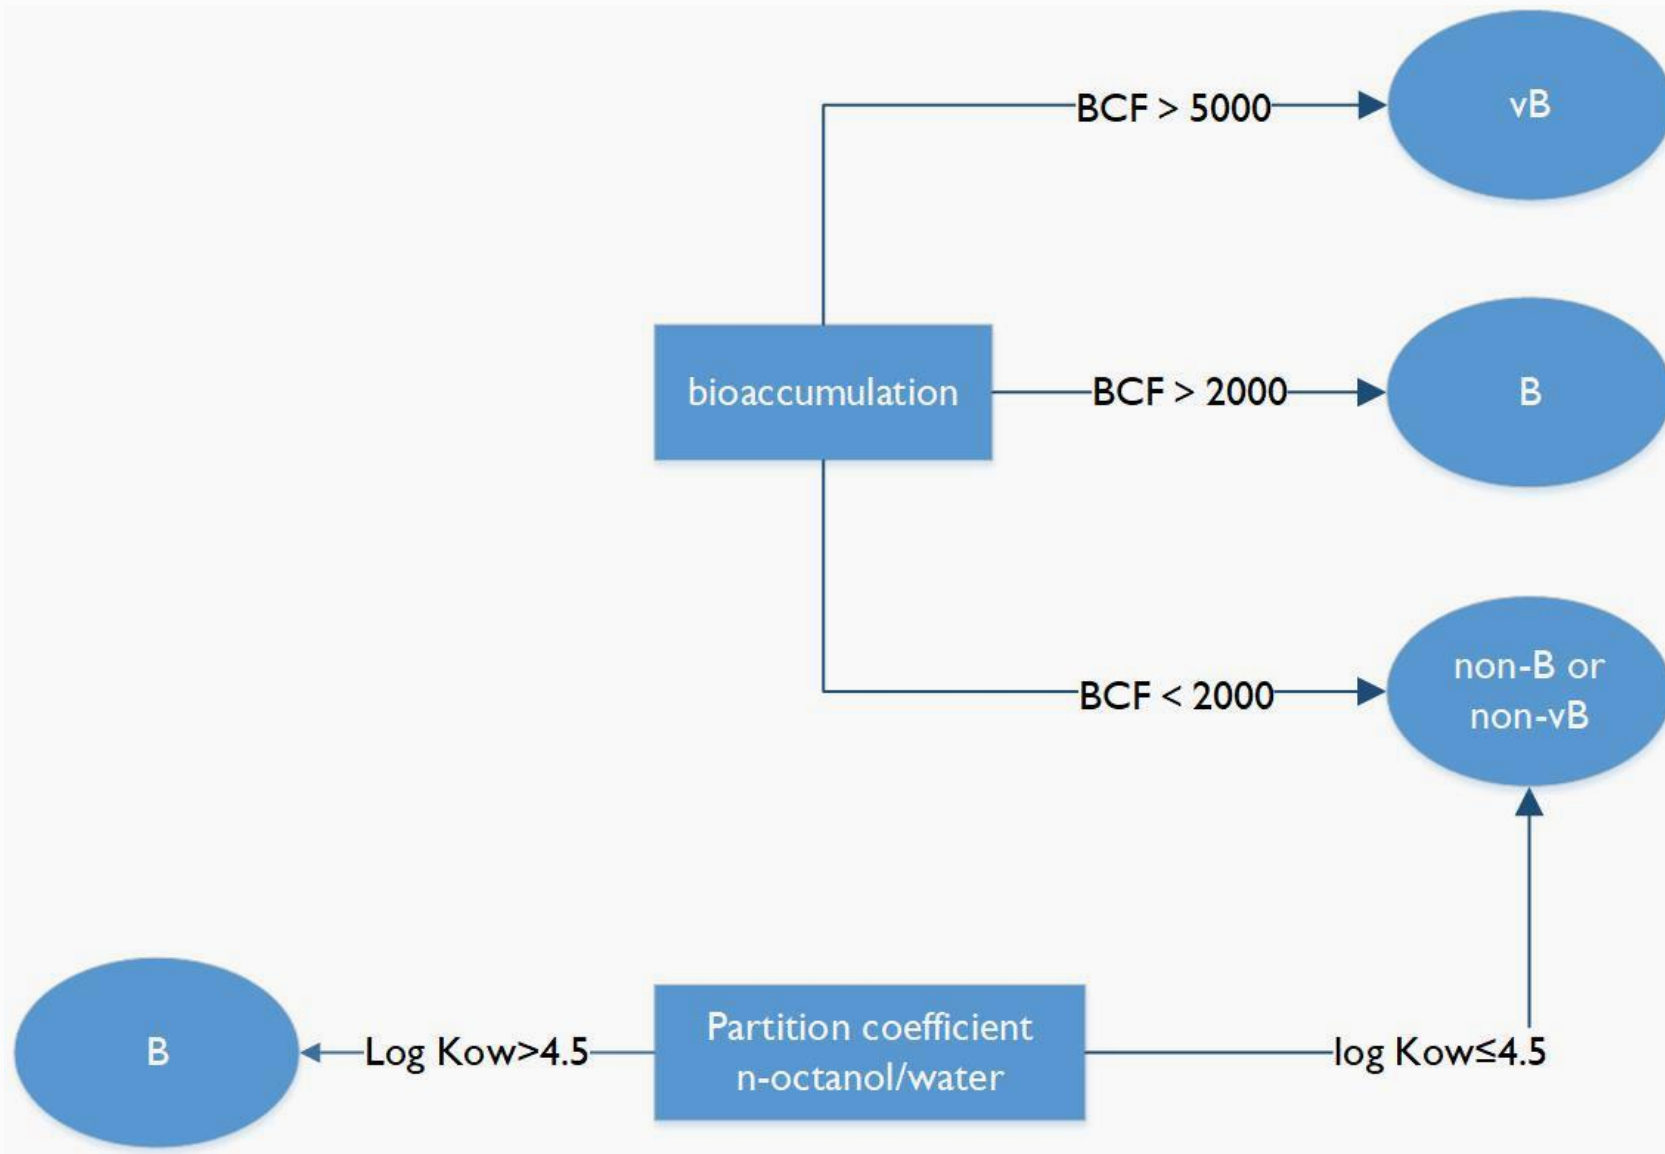 BCF > 5000
vB
bioaccumulation
BCF > 2000
B
BCF < 2000
non-B or
non-vB
B
Log Kow>4.5
Partition coefficient
n-octanol/water
log Kow≤4.5